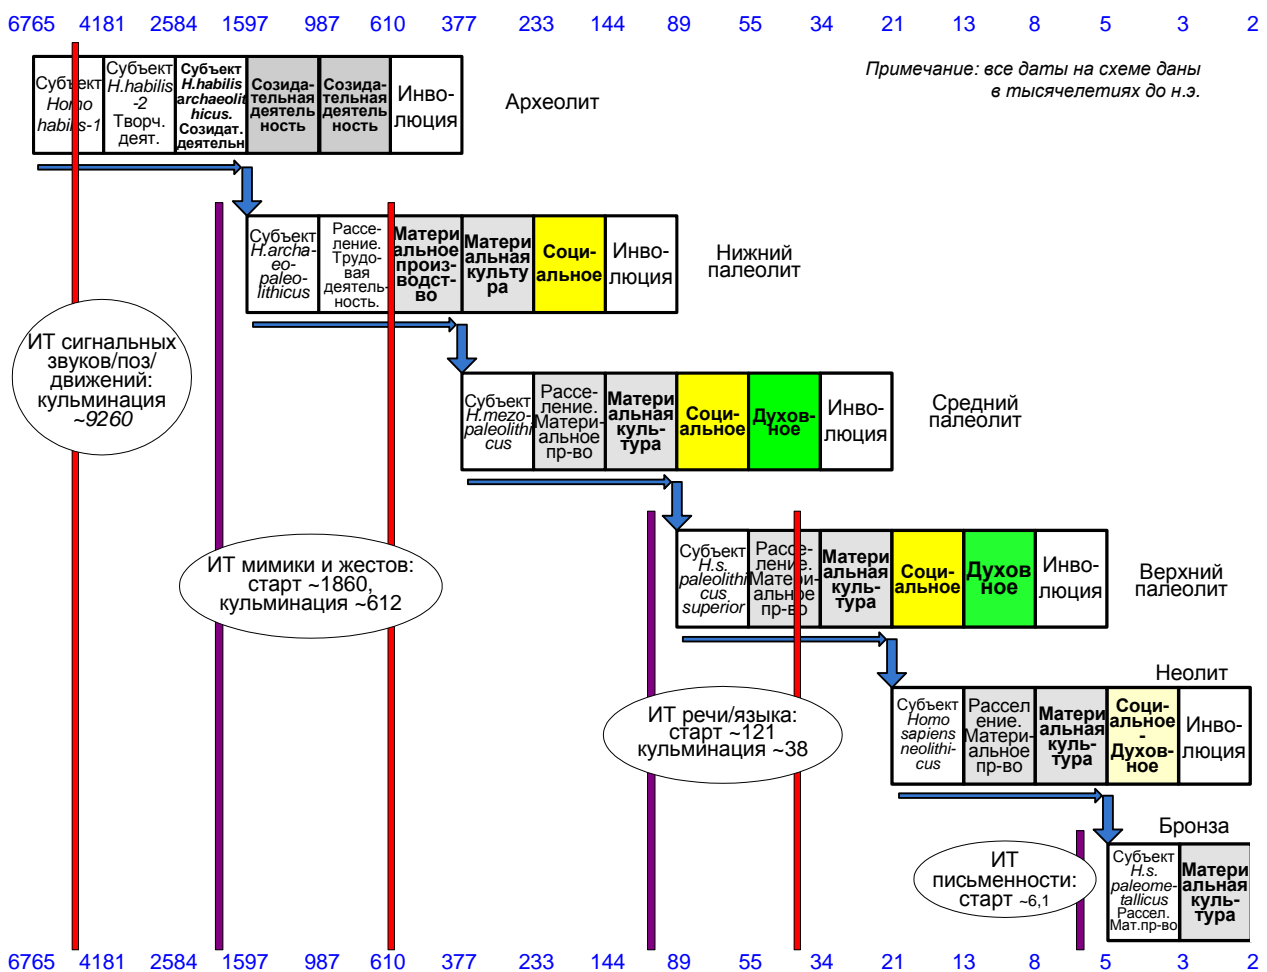 6765 4181 2584 1597 987 610 377 233 144 89 55 34 21 13 8 5 3 2
Примечание: все даты на схеме даны
в тысячелетиях до н.э.
Субъект
Homo
habilis-1
Субъект
H.habilis
-2
Творч.
деят.
Субъект
H.habilis
archaeolit
hicus.
Созидат.
деятельн
Созида-
тельная
деятель
ность
Созида-
тельная
деятель
ность
Инво-
люция
Археолит
Субъект
H.archa-
eo-
paleo-
lithicus
Рассе-
ление.
Трудо-
вая
деятель-
ность.
Матери
альное
произ-
водст-
во
Матери
альная
культу
ра
Соци-
альное
Инво-
люция
Нижний
палеолит
ИТ сигнальных
звуков/поз/
движений:
кульминация
~9260
Субъект
H.mezo-
paleolithi
cus
Рассе-
ление.
Матери-
альное
пр-во
Матери
альная
куль-
тура
Соци-
альное
Духов-
ное
Инво-
люция
Средний
палеолит
ИТ мимики и жестов:
старт ~1860,
кульминация ~612
Субъект
H.s.
paleolithi
cus
superior
Рассе-
ление.
Матери-
альное
пр-во
Матери
альная
куль-
тура
Соци-
альное
Духов
ное
Инво-
люция
Верхний
палеолит
ИТ речи/языка:
старт ~121
кульминация ~38
Неолит
Субъект
Homo
sapiens
neolithi-
cus
Рассел
ение.
Матери-
альное
пр-во
Матери
альная
куль-
тура
Соци-
альное
-
Духов-
ное
Инво-
люция
Бронза
ИТ
письменности:
старт ~6,1
Субъект
H.s.
paleome-
tallicus
Рассел.
Мат.пр-во
Матери
альная
куль-
тура
6765 4181 2584 1597 987 610 377 233 144 89 55 34 21 13 8 5 3 2